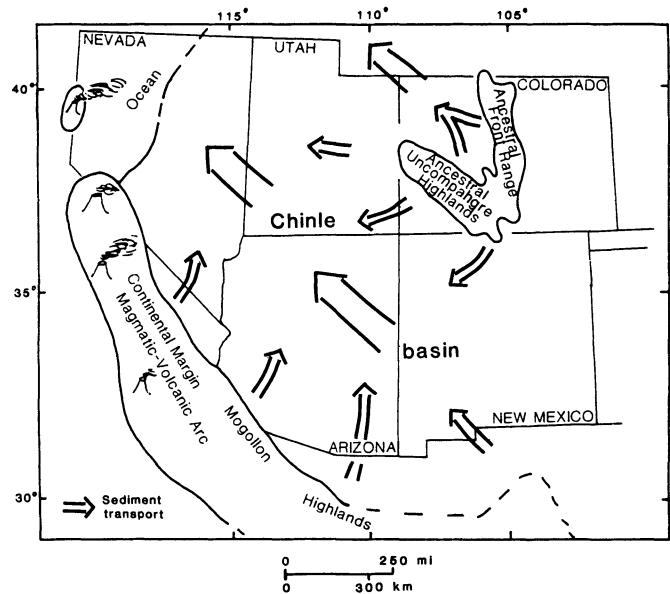 115°
110°
105°
NEVADA
UTAH
COLORADO
40°
Ocean
Ancestral
Front Range
Ancestral
Uncompahgre
Highlands
Chinle
35°
Continental Margin
Magmatic-Volcanic Arc
basin
Mogollon
Highlands
ARIZONA
NEW MEXICO
30°
Sediment
transport
0 250 mi
0 300 km